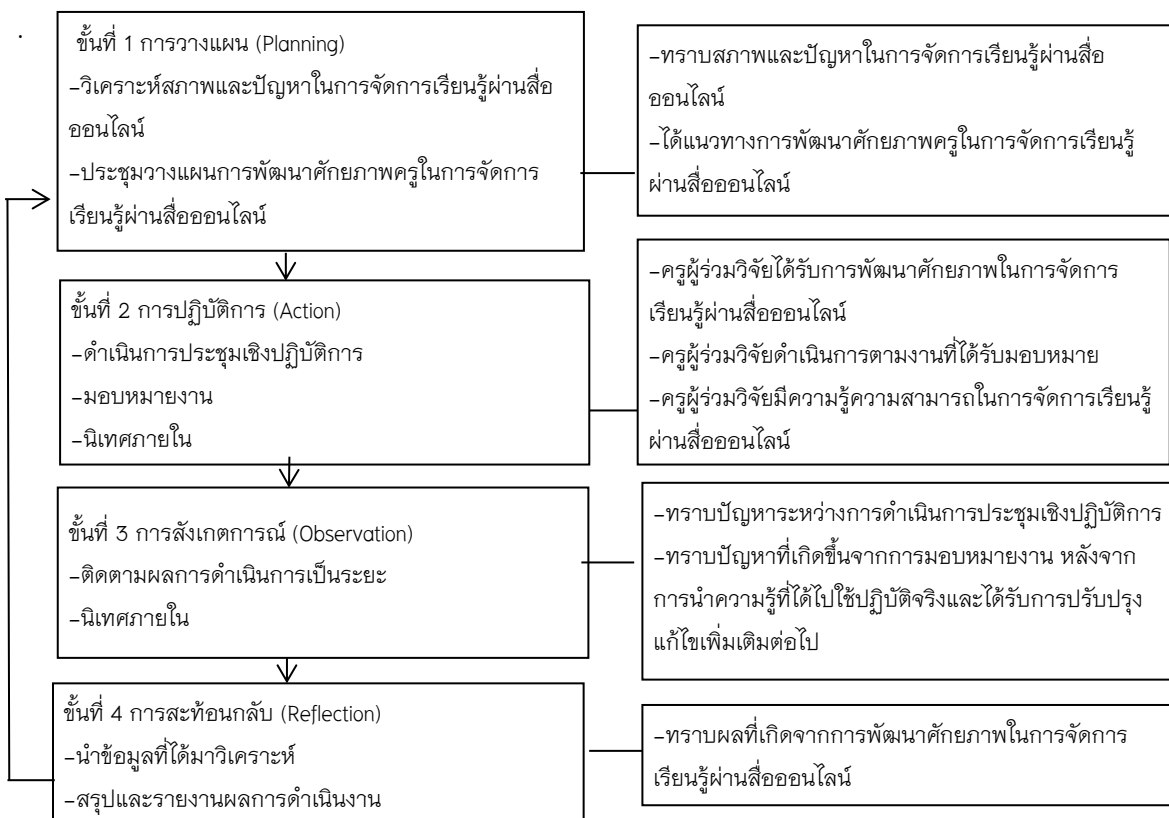 ขั้นที่ 1 การวางแผน (Planning)
-วิเคราะห์สภาพและปัญหาในการจัดการเรียนรู้ผ่านสื่อ
ออนไลน์
-ประชุมวางแผนการพัฒนาศักยภาพครูในการจัดการ
เรียนรู้ผ่านสื่อออนไลน์
-ทราบสภาพและปัญหาในการจัดการเรียนรู้ผ่านสื่อ
ออนไลน์
-ได้แนวทางการพัฒนาศักยภาพครูในการจัดการเรียนรู้
ผ่านสื่อออนไลน์
ขั้นที่ 2 การปฏิบัติการ (Action)
-ดำเนินการประชุมเชิงปฏิบัติการ
-มอบหมายงาน
-นิเทศภายใน
-ครูผู้ร่วมวิจัยได้รับการพัฒนาศักยภาพในการจัดการ
เรียนรู้ผ่านสื่อออนไลน์
-ครูผู้ร่วมวิจัยดำเนินการตามงานที่ได้รับมอบหมาย
-ครูผู้ร่วมวิจัยมีความรู้ความสามารถในการจัดการเรียนรู้
ผ่านสื่อออนไลน์
ขั้นที่ 3 การสังเกตการณ์ (Observation)
-ติดตามผลการดำเนินการเป็นระยะ
-นิเทศภายใน
-ทราบปัญหาระหว่างการดำเนินการประชุมเชิงปฏิบัติการ
-ทราบปัญหาที่เกิดขึ้นจากการมอบหมายงาน หลังจาก
การนำความรู้ที่ได้ไปใช้ปฏิบัติจริงและได้รับการปรับปรุง
แก้ไขเพิ่มเติมต่อไป
ขั้นที่ 4 การสะท้อนกลับ (Reflection)
-นำข้อมูลที่ได้มาวิเคราะห์
-สรุปและรายงานผลการดำเนินงาน
-ทราบผลที่เกิดจากการพัฒนาศักยภาพในการจัดการ
เรียนรู้ผ่านสื่อออนไลน์